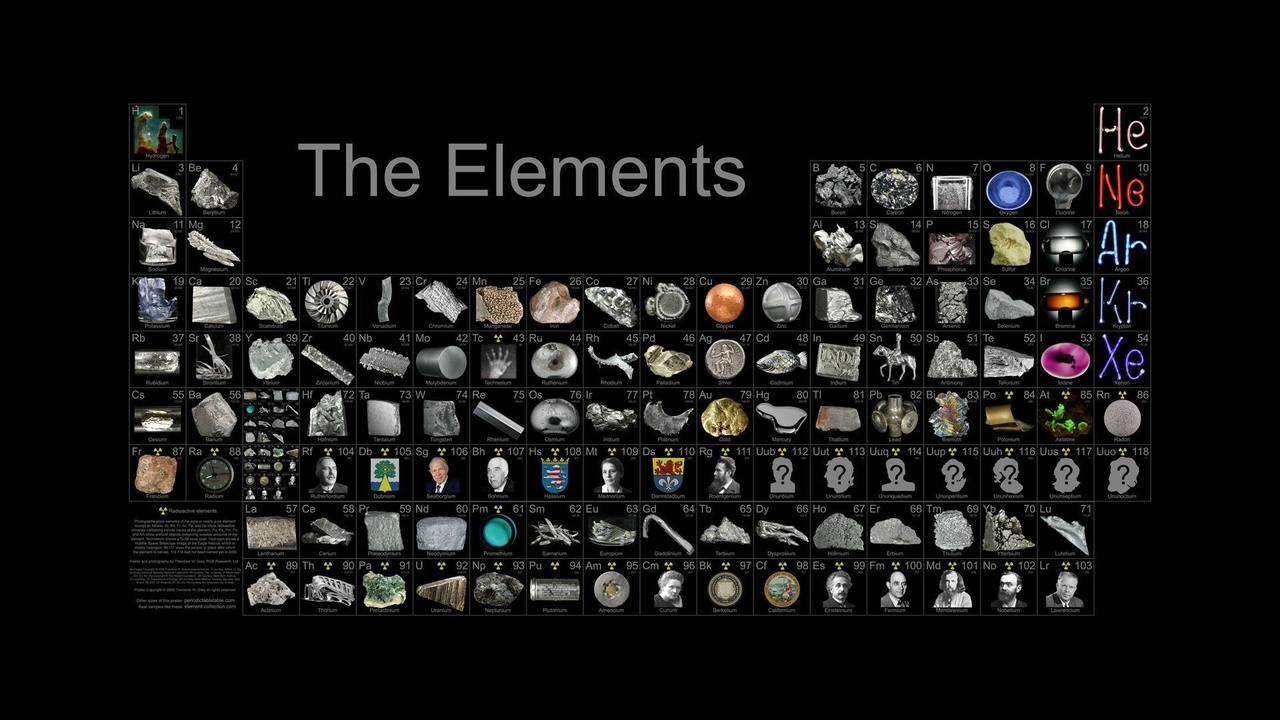 H 1
Hydrogen
2
He
Helium
The Elements
Li 3 Be 4
Lithium Beryllium
B 5 C 6 N 7 O 8 F 9 Ne 10
Boron Carbon Nitrogen Oxygen Fluorine Neon
Na 11 Mg 12
Sodium Magnesium
Al 13 Si 14 P 15 S 16 Cl 17 Ar 18
Aluminum Silicon Phosphorus Sulfur Chlorine Argon
K 19 Ca 20 Sc 21 Ti 22 V 23 Cr 24 Mn 25 Fe 26 Co 27 Ni 28 Cu 29 Zn 30 Ga 31 Ge 32 As 33 Se 34 Br 35 Kr 36
Potassium Calcium Scandium Titanium Vanadium Chromium Manganese Iron Cobalt Nickel Copper Zinc Gallium Germanium Arsenic Selenium Bromine Krypton
Rb 37 Sr 38 Y 39 Zr 40 Nb 41 Mo 42 Tc 43 Ru 44 Rh 45 Pd 46 Ag 47 Cd 48 In 49 Sn 50 Sb 51 Te 52 I 53 Xe 54
Rubidium Strontium Yttrium Zirconium Niobium Molybdenum Technetium Ruthenium Rhodium Palladium Silver Cadmium Indium Tin Antimony Tellurium Iodine Xenon
Cs 55 Ba 56 Hf 72 Ta 73 W 74 Re 75 Os 76 Ir 77 Pt 78 Au 79 Hg 80 Tl 81 Pb 82 Bi 83 Po 84 At 85 Rn 86
Cesium Barium Hafnium Tantalum Tungsten Rhenium Osmium Iridium Platinum Gold Mercury Thallium Lead Bismuth Polonium Astatine Radon
Fr 87 Ra 88 Rf 104 Db 105 Sg 106 Bh 107 Hs 108 Mt 109 Ds 110 Rg 111 Uub 112 Uut 113 Uuq 114 Uup 115 Uuh 116 Uus 117 Uuo 118
Francium Radium Rutherfordium Dubnium Seaborgium Bohrium Hassium Meitnerium Darmstadtium Roentgenium Ununbium Ununtrium Ununquadium Ununpentium Ununhexium Ununseptium Ununoctium
Radioactive elements
La 57 Ce 58 Pr 59 Nd 60 Pm 61 Sm 62 Eu 63 Gd 64 Tb 65 Dy 66 Ho 67 Er 68 Tm 69 Yb 70 Lu 71
Lanthanum Cerium Praseodymium Neodymium Promethium Samarium Europium Gadolinium Terbium Dysprosium Holmium Erbium Thulium Ytterbium Lutetium
Ac 89 Th 90 Pa 91 U 92 Np 93 Pu 94 Am 95 Cm 96 Bk 97 Cf 98 Es 99 Fm 100 Md 101 No 102 Lr 103
Actinium Thorium Protactinium Uranium Neptunium Plutonium Americium Curium Berkelium Californium Einsteinium Fermium Mendelevium Nobelium Lawrencium
Other sizes of this poster: periodictabletable.com
Real samples like these: element-collection.com